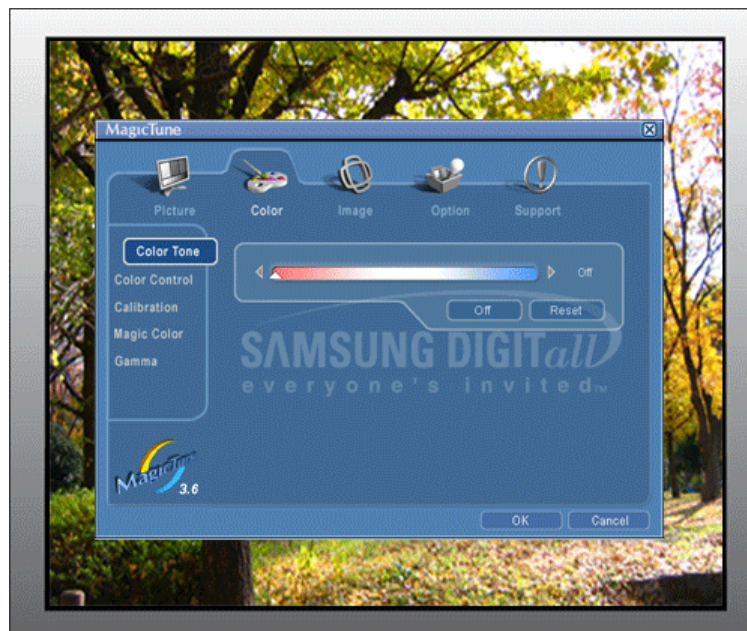 MagicTune
Picture
Color
Image
Option
Support
Color Tone
Color Control
Calibration
Magic Color
Gamma
Off
Off
Reset
SAMSUNG DIGITall
everyone's invited™
MagicTune
3.6
OK
Cancel